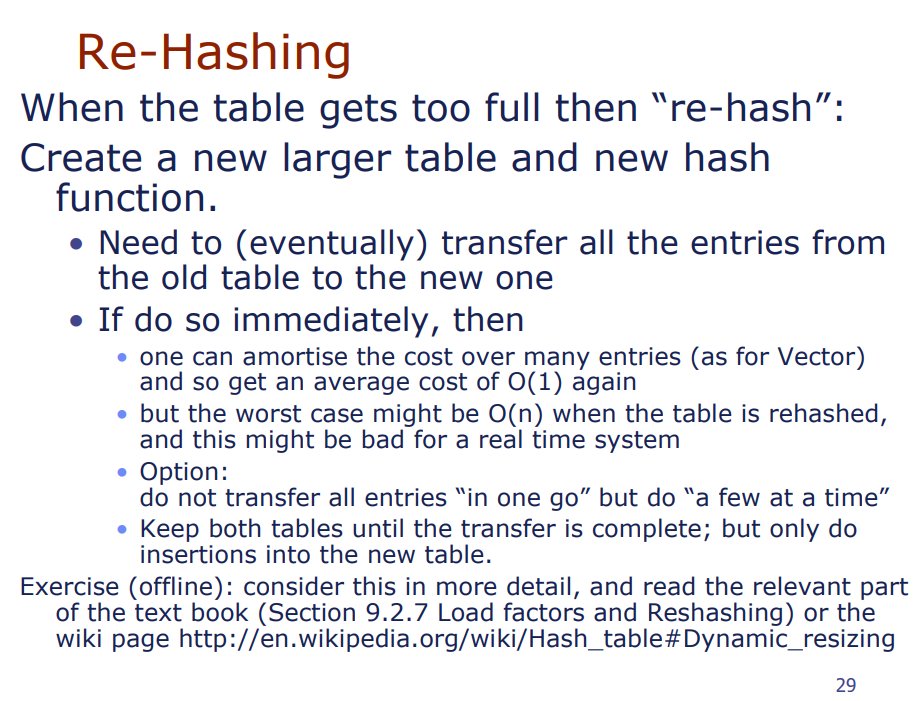 Re-Hashing
When the table gets too full then “re-hash”:
Create a new larger table and new hash
function.
• Need to (eventually) transfer all the entries from
the old table to the new one
• If do so immediately, then
• one can amortise the cost over many entries (as for Vector)
and so get an average cost of O(1) again
• but the worst case might be O(n) when the table is rehashed,
and this might be bad for a real time system
• Option:
do not transfer all entries “in one go” but do “a few at a time”
• Keep both tables until the transfer is complete; but only do
insertions into the new table.
Exercise (offline): consider this in more detail, and read the relevant part
of the text book (Section 9.2.7 Load factors and Reshashing) or the
wiki page http://en.wikipedia.org/wiki/Hash_table#Dynamic_resizing
29